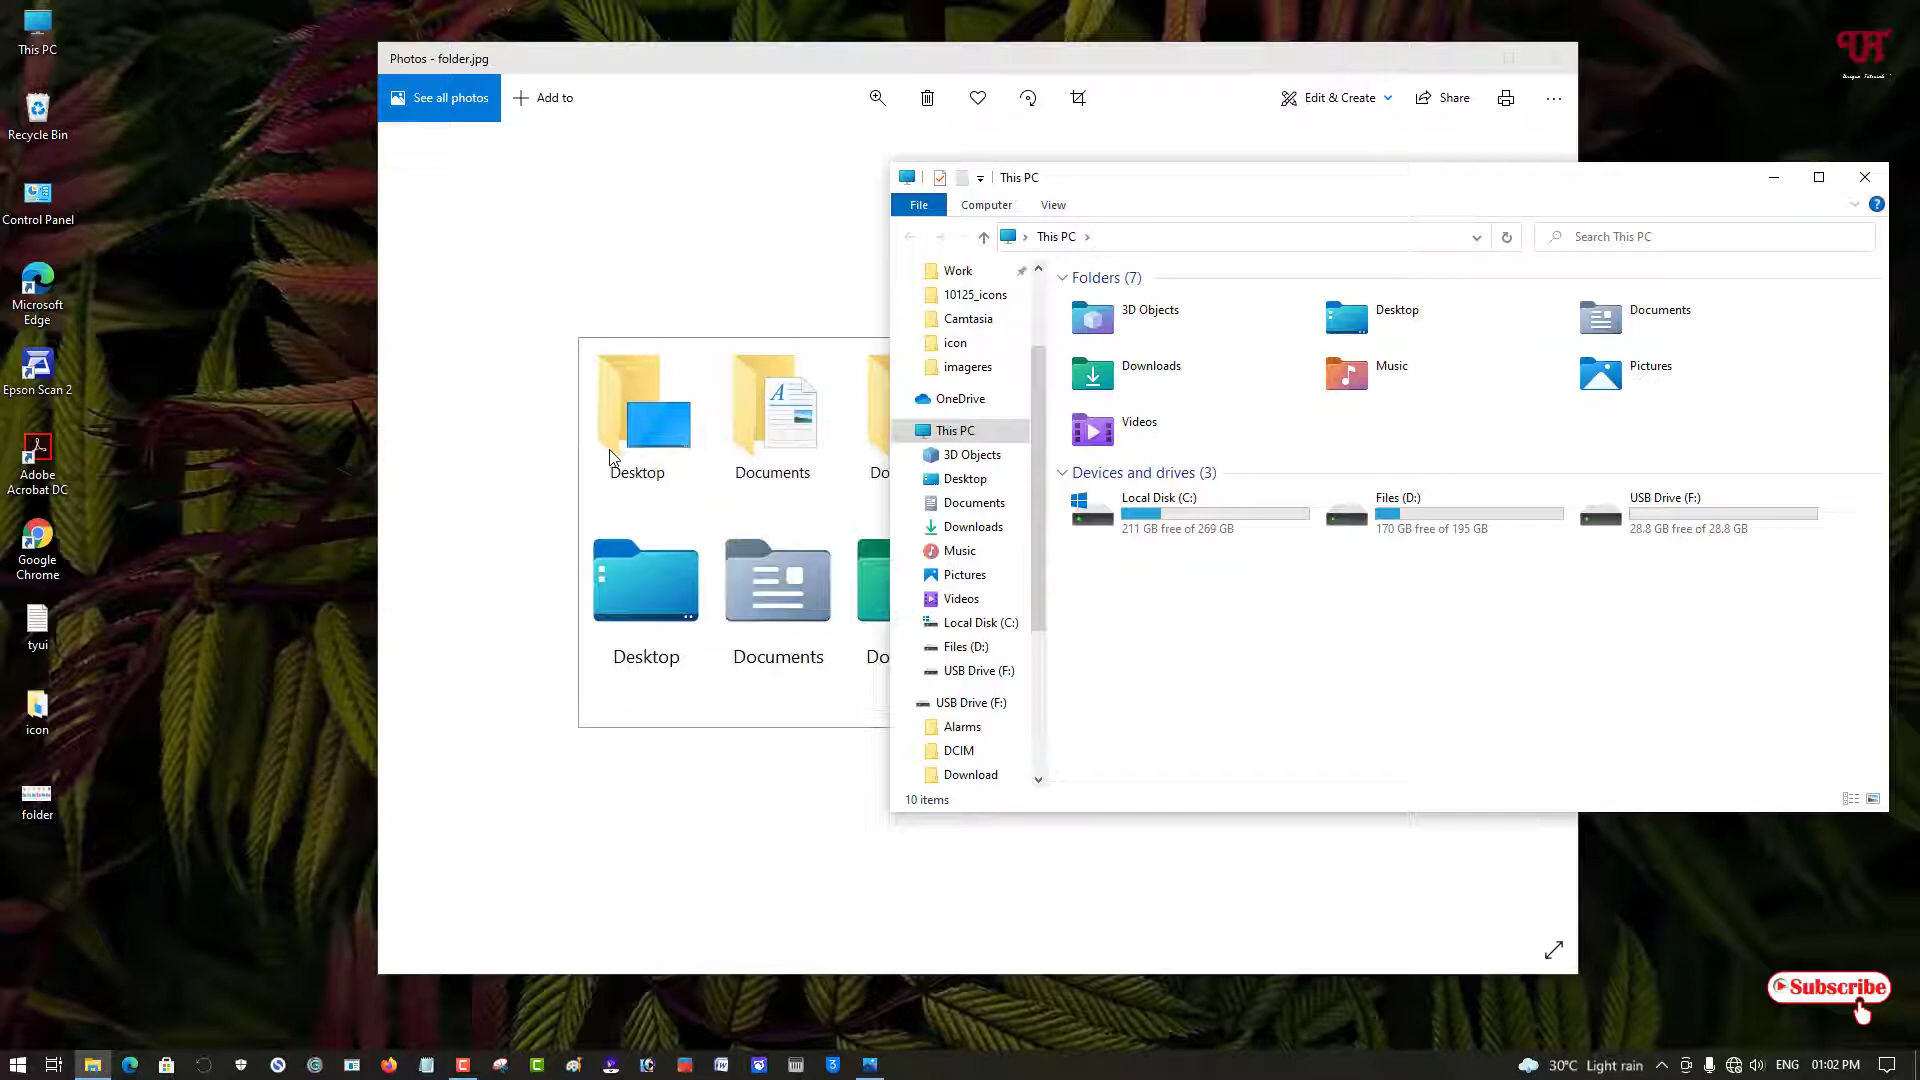 This PC
Recycle Bin
Control Panel
Microsoft
Edge
Epson Scan 2
Adobe
Acrobat DC
Google
Chrome
tyui
icon
folder
Photos - folder.jpg
See all photos
Add to
Edit & Create
Share
Desktop
Documents
Do
Desktop
Documents
Do
This PC
File
Computer
View
This PC
Search This PC
Work
10125_icons
Camtasia
icon
imageres
OneDrive
This PC
3D Objects
Desktop
Documents
Downloads
Music
Pictures
Videos
Local Disk (C:)
Files (D:)
USB Drive (F:)
USB Drive (F:)
Alarms
DCIM
Download
Folders (7)
3D Objects
Desktop
Documents
Downloads
Music
Pictures
Videos
Devices and drives (3)
Local Disk (C:)
211 GB free of 269 GB
Files (D:)
170 GB free of 195 GB
USB Drive (F:)
28.8 GB free of 28.8 GB
10 items
Subscribe
30°C Light rain
ENG
01:02 PM